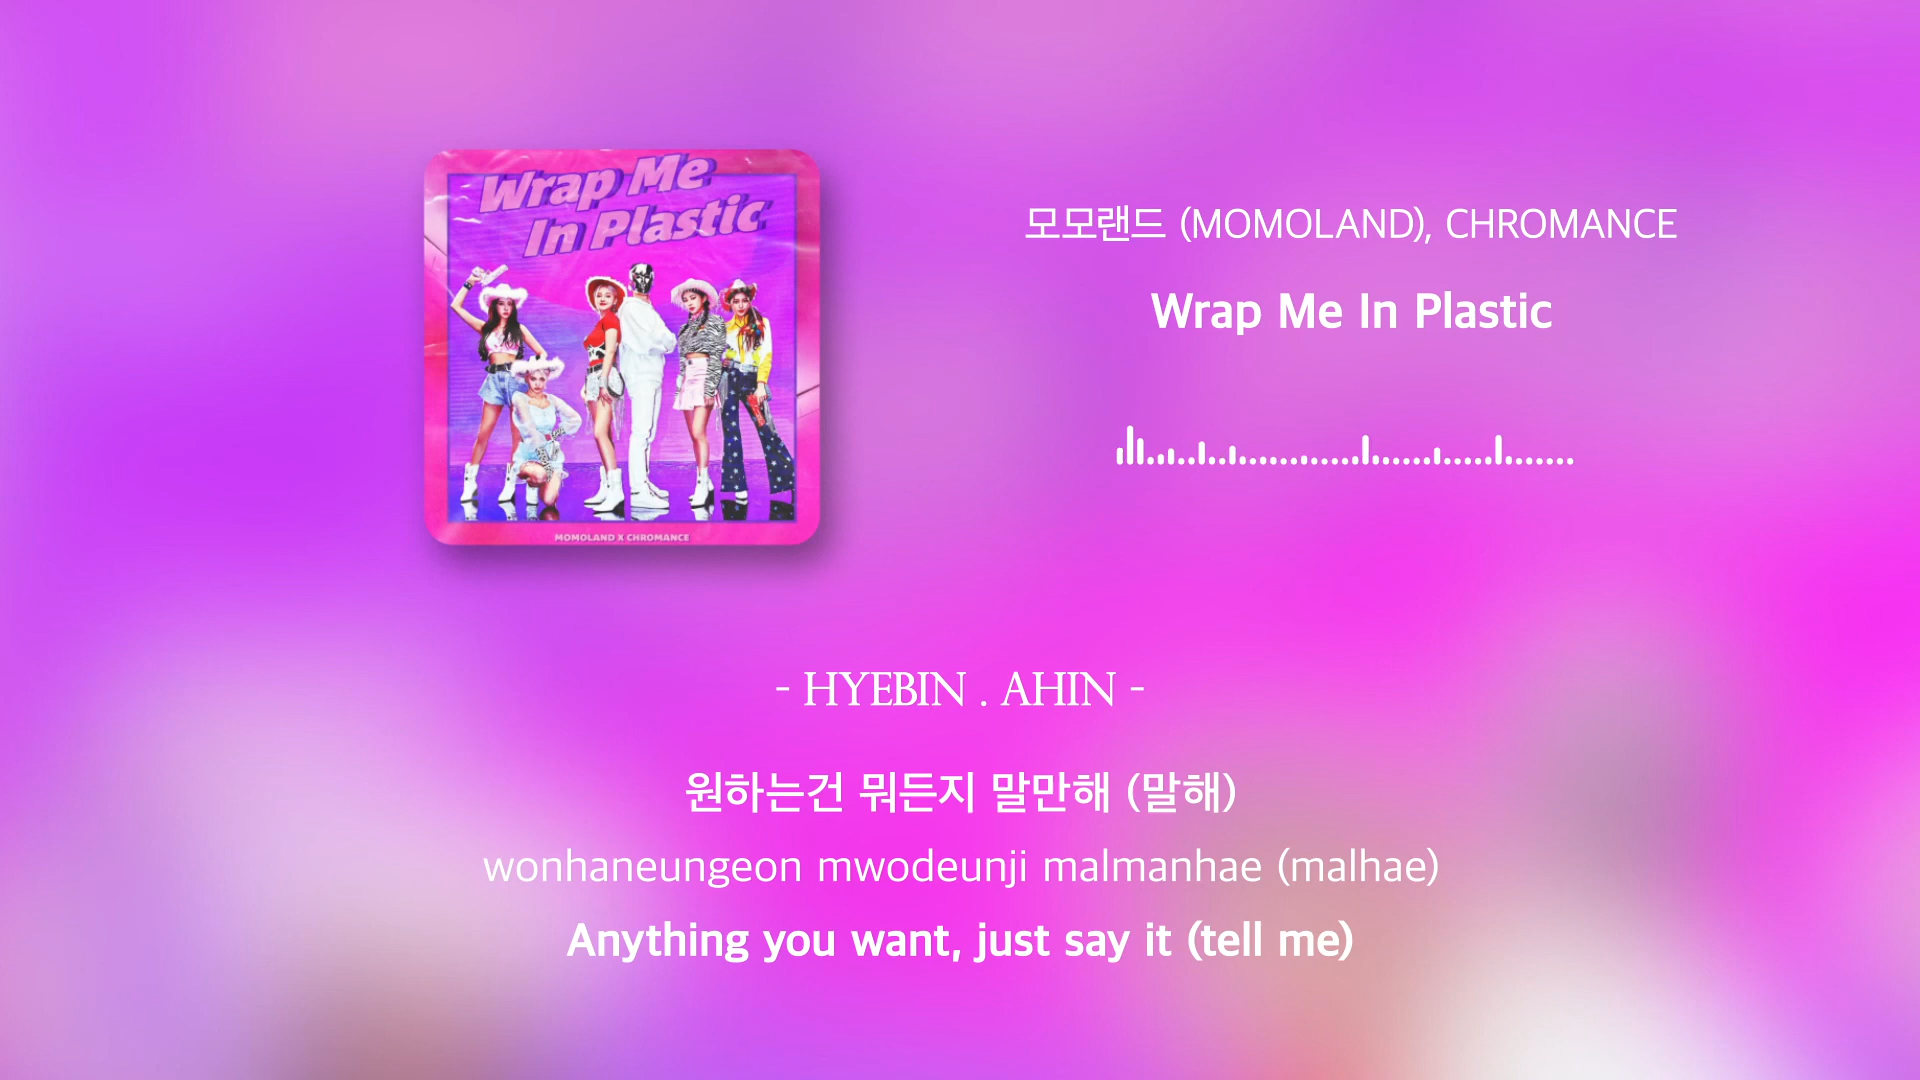 Wrap Me
In Plastic
MOMOLAND X CHROMANCE
모모랜드 (MOMOLAND), CHROMANCE
Wrap Me In Plastic
- HYEBIN . AHIN -
원하는건 뭐든지 말만해 (말해)
wonhaneungeon mwodeunji malmanhae (malhae)
Anything you want, just say it (tell me)